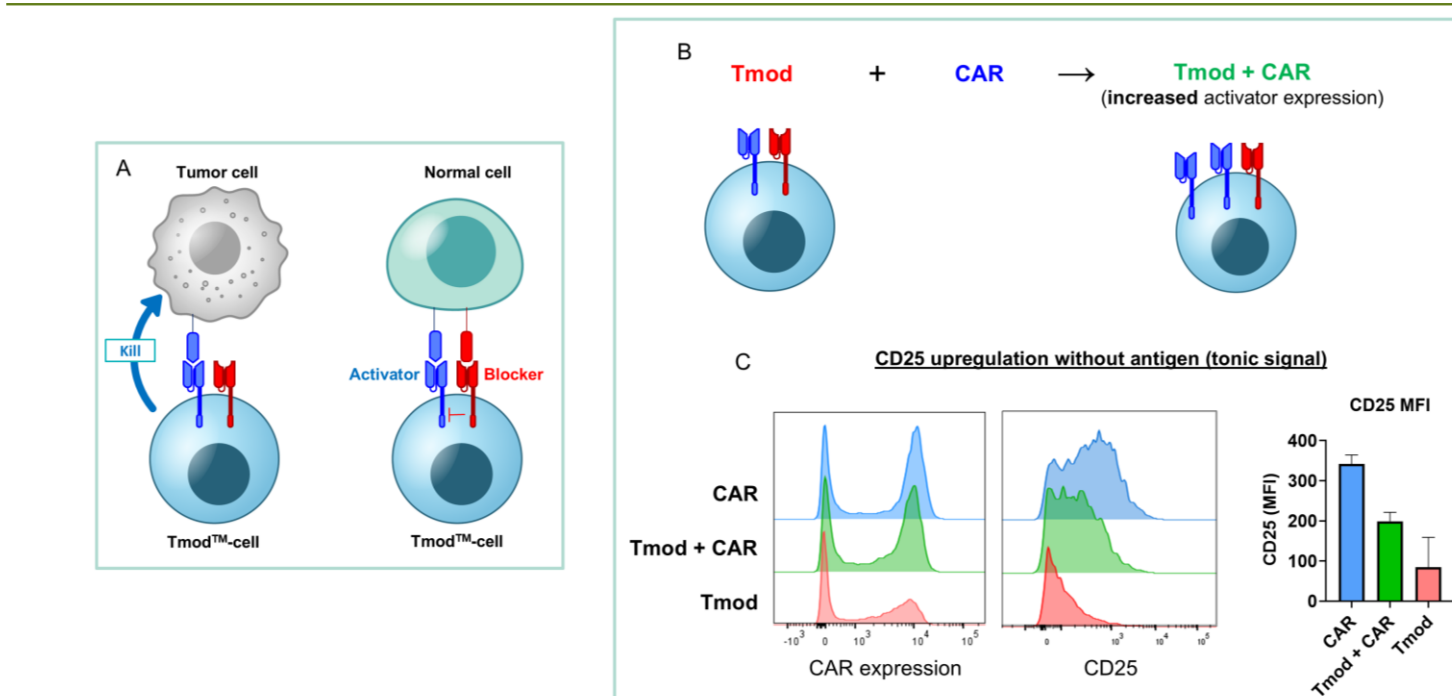 A
Tumor cell
Normal cell
Kill
Activator
Blocker
Tmod™-cell
Tmod™-cell
B
Tmod + CAR → Tmod + CAR
(increased activator expression)
C
CD25 upregulation without antigen (tonic signal)
CAR
Tmod + CAR
Tmod
-10³ 0 10³ 10⁴ 10⁵
CAR expression
0 10³ 10⁴ 10⁵
CD25
CD25 MFI
CD25 (MFI)
400
300
200
100
0
CAR
Tmod + CAR
Tmod